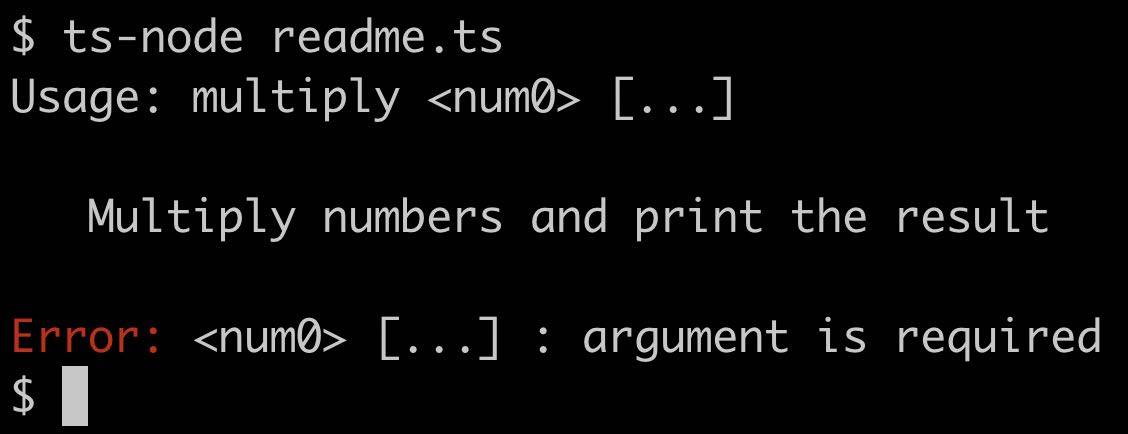 $ ts-node readme.ts
Usage: multiply <num0> [...]
Multiply numbers and print the result
Error: <num0> [...] : argument is required
$